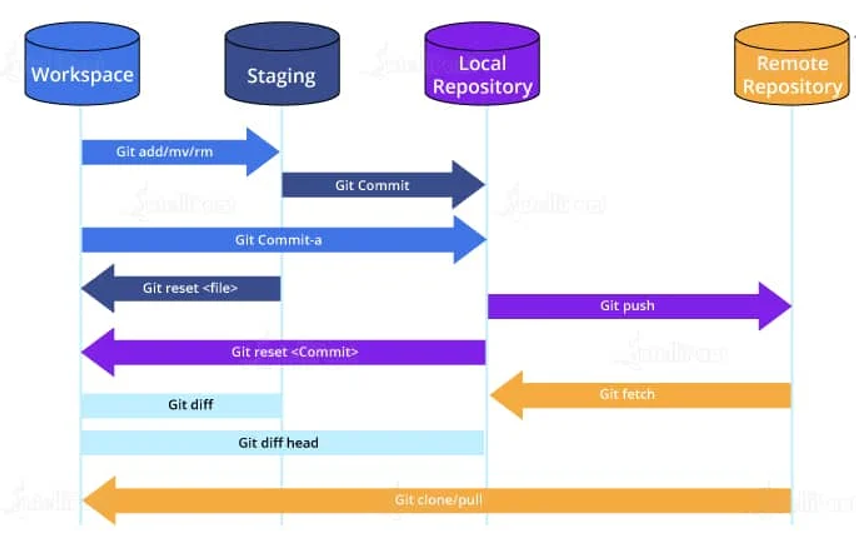 Workspace
Staging
Local
Repository
Remote
Repository
Git add/mv/rm
Git Commit
Git Commit-a
Git reset <file>
Git push
Git reset <Commit>
Git fetch
Git diff
Git diff head
Git clone/pull